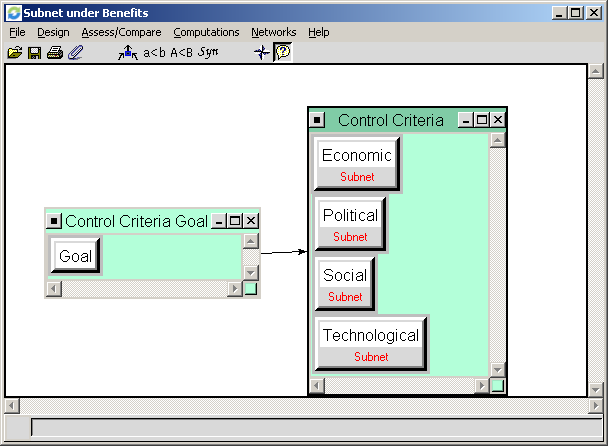 Subnet under Benefits
File Design Assess/Compare Computations Networks Help
a<b A<B Syn
Control Criteria
Economic
Subnet
Political
Subnet
Control Criteria Goal
Goal
Social
Subnet
Technological
Subnet